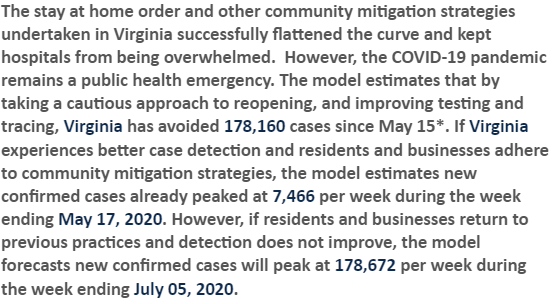 The stay at home order and other community mitigation strategies
undertaken in Virginia successfully flattened the curve and kept
hospitals from being overwhelmed.  However, the COVID-19 pandemic
remains a public health emergency. The model estimates that by
taking a cautious approach to reopening, and improving testing and
tracing, Virginia has avoided 178,160 cases since May 15*. If Virginia
experiences better case detection and residents and businesses adhere
to community mitigation strategies, the model estimates new
confirmed cases already peaked at 7,466 per week during the week
ending May 17, 2020. However, if residents and businesses return to
previous practices and detection does not improve, the model
forecasts new confirmed cases will peak at 178,672 per week during
the week ending July 05, 2020.